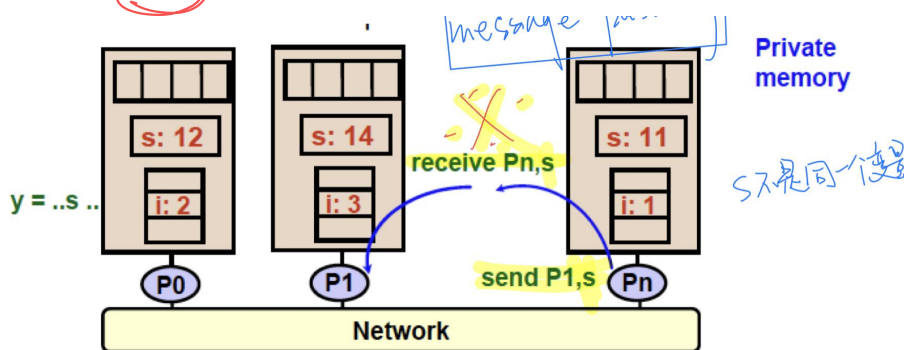 message
Private
memory
s: 12
s: 14
s: 11
receive Pn,s
S不是同一个变量
y = ..s ..
i: 2
i: 3
i: 1
send P1,s
P0
P1
Pn
Network